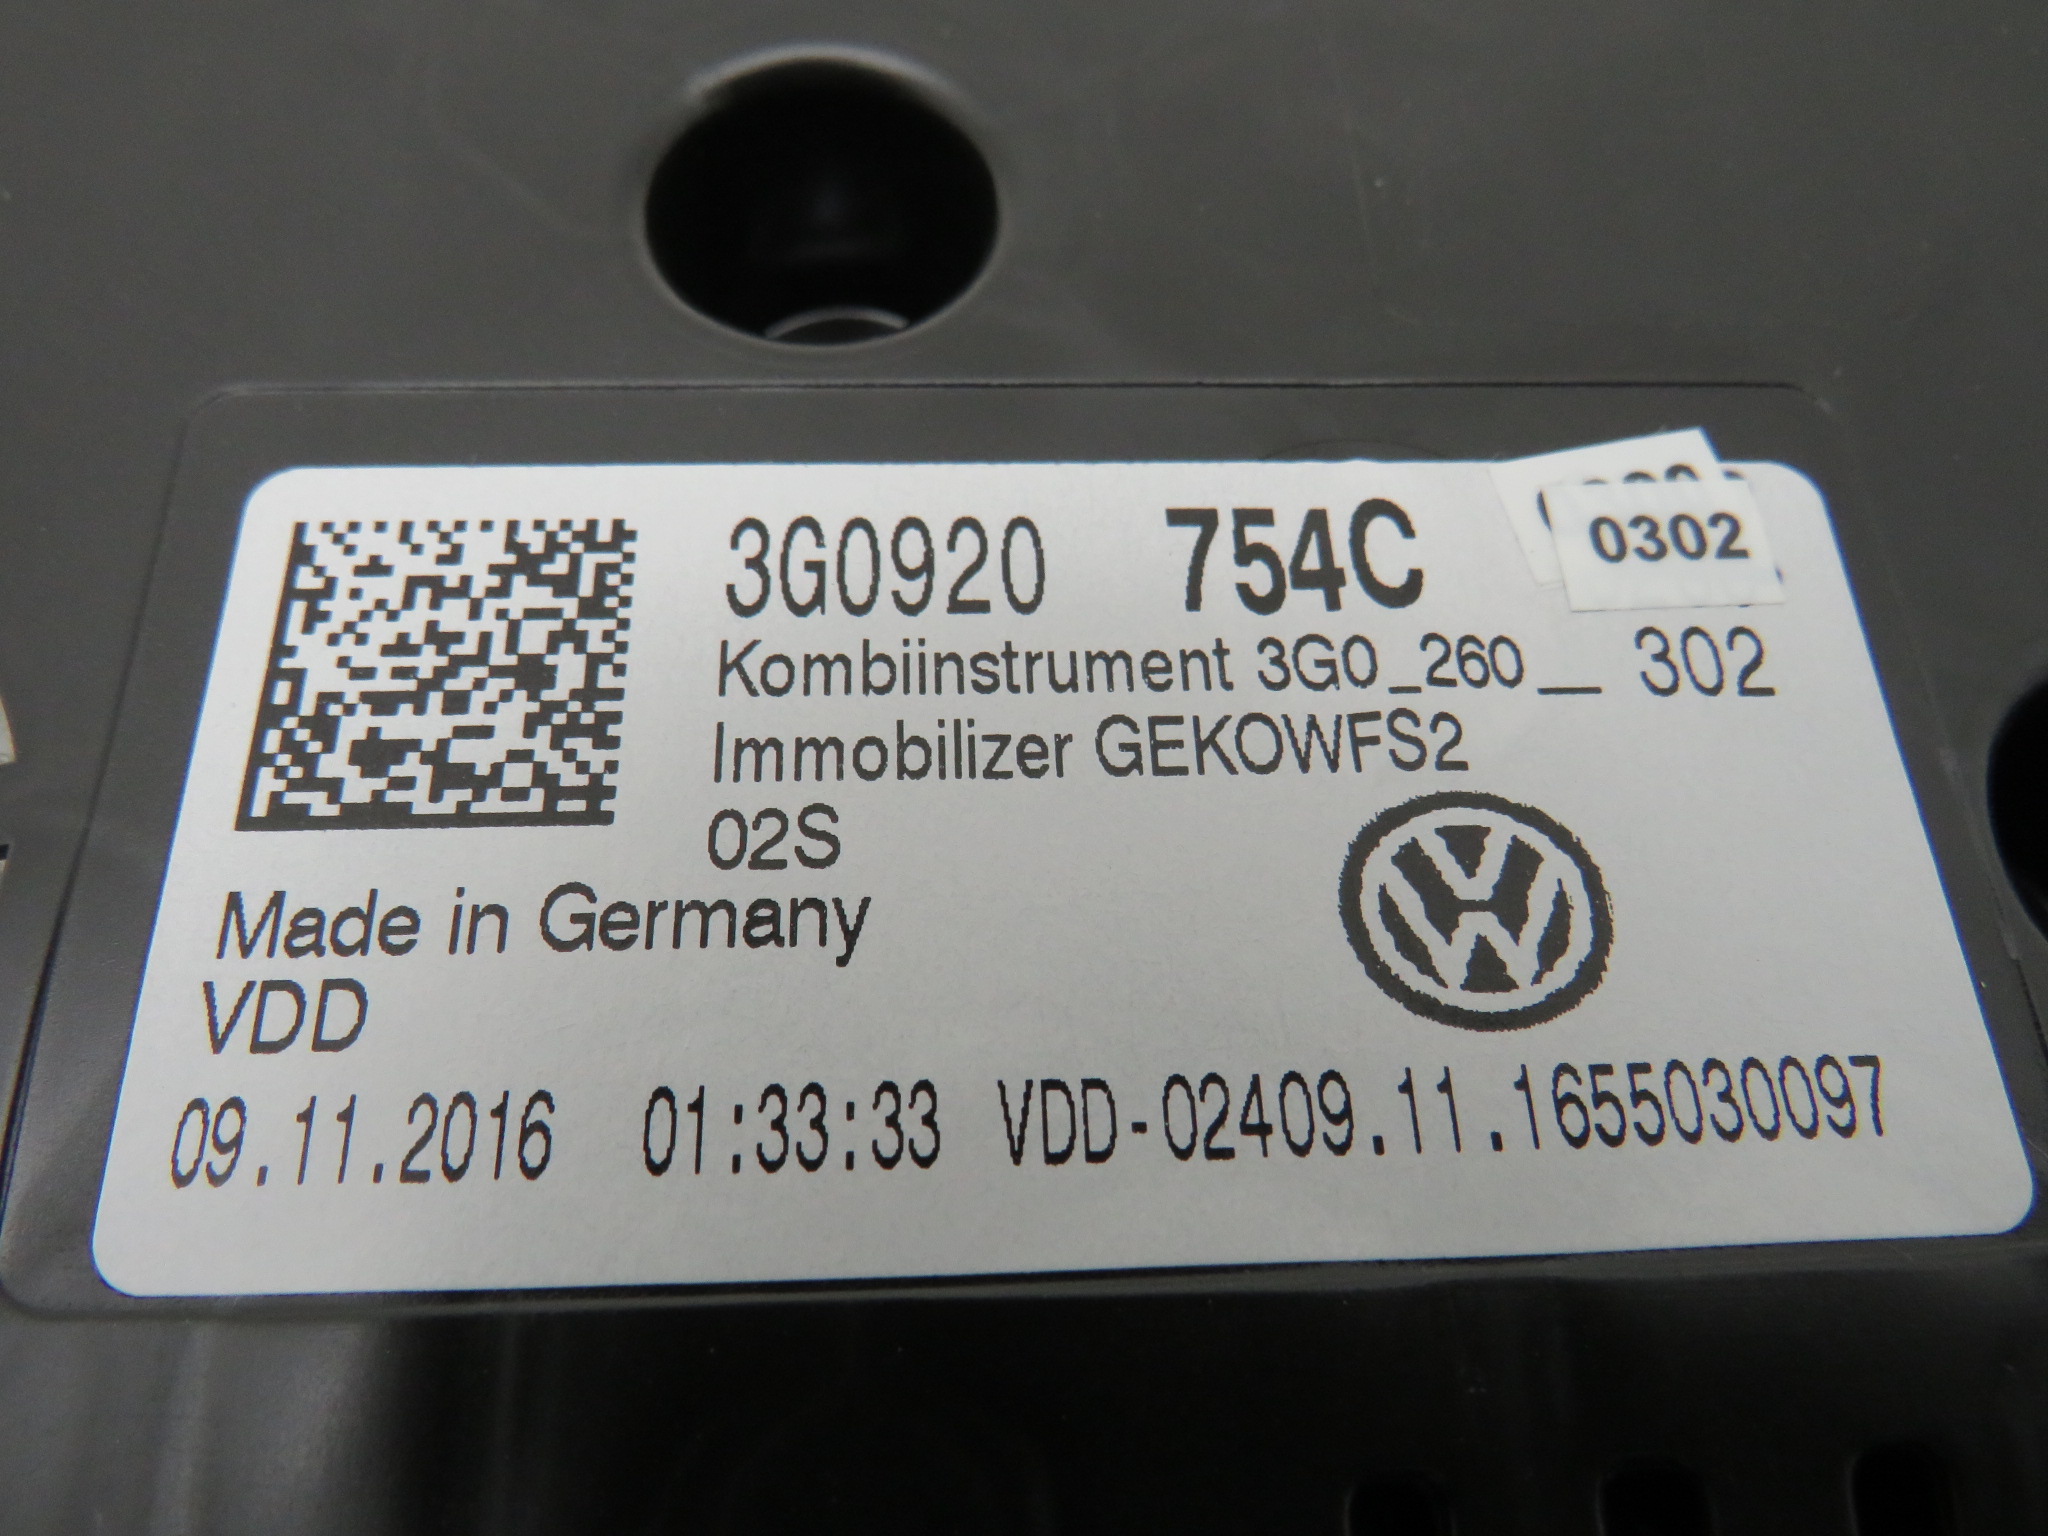 3G0920 754C
0302
Kombiinstrument 3G0_260__ 302
Immobilizer GEKOWFS2
02S
Made in Germany
VDD
09.11.2016 01:33:33 VDD-02409.11.1655030097